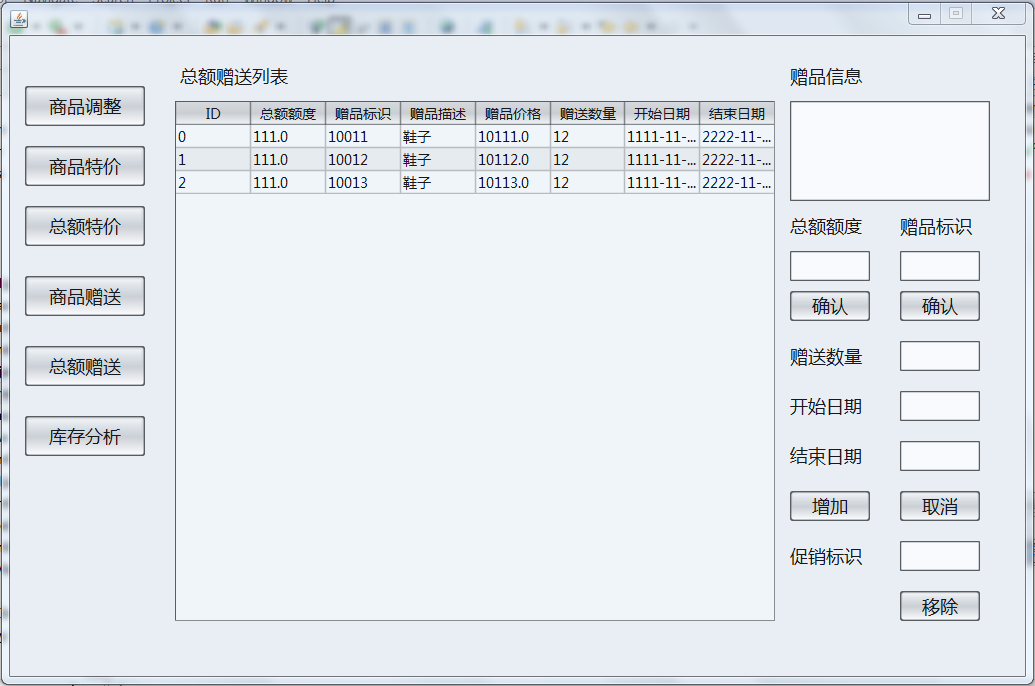 商品调整
商品特价
总额特价
商品赠送
总额赠送
库存分析
总额赠送列表
ID 总额额度 赠品标识 赠品描述 赠品价格 赠送数量 开始日期 结束日期
0 111.0 10011 鞋子 10111.0 12 1111-11-... 2222-11-...
1 111.0 10012 鞋子 10112.0 12 1111-11-... 2222-11-...
2 111.0 10013 鞋子 10113.0 12 1111-11-... 2222-11-...
赠品信息
总额额度 赠品标识
确认 确认
赠送数量
开始日期
结束日期
增加 取消
促销标识
移除